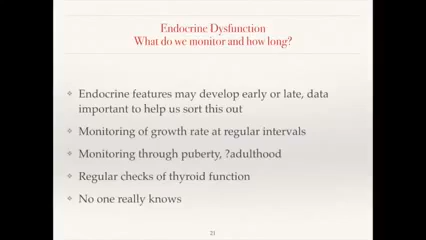 Endocrine Dysfunction
What do we monitor and how long?
Endocrine features may develop early or late, data
important to help us sort this out
Monitoring of growth rate at regular intervals
Monitoring through puberty, ?adulthood
Regular checks of thyroid function
No one really knows
21